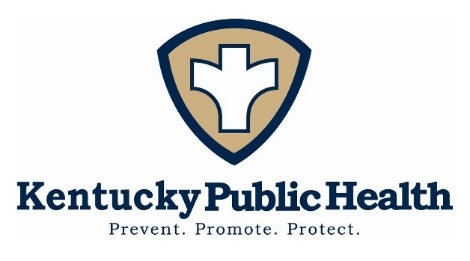 Kentucky Public Health
Prevent. Promote. Protect.